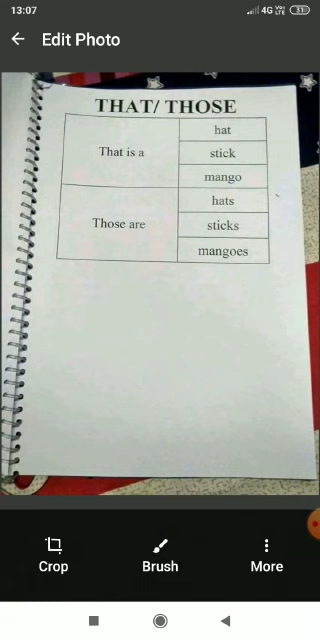 13:07
4G VoLTE 31
Edit Photo
THAT/ THOSE
That is a
hat
stick
mango
Those are
hats
sticks
mangoes
Crop
Brush
More